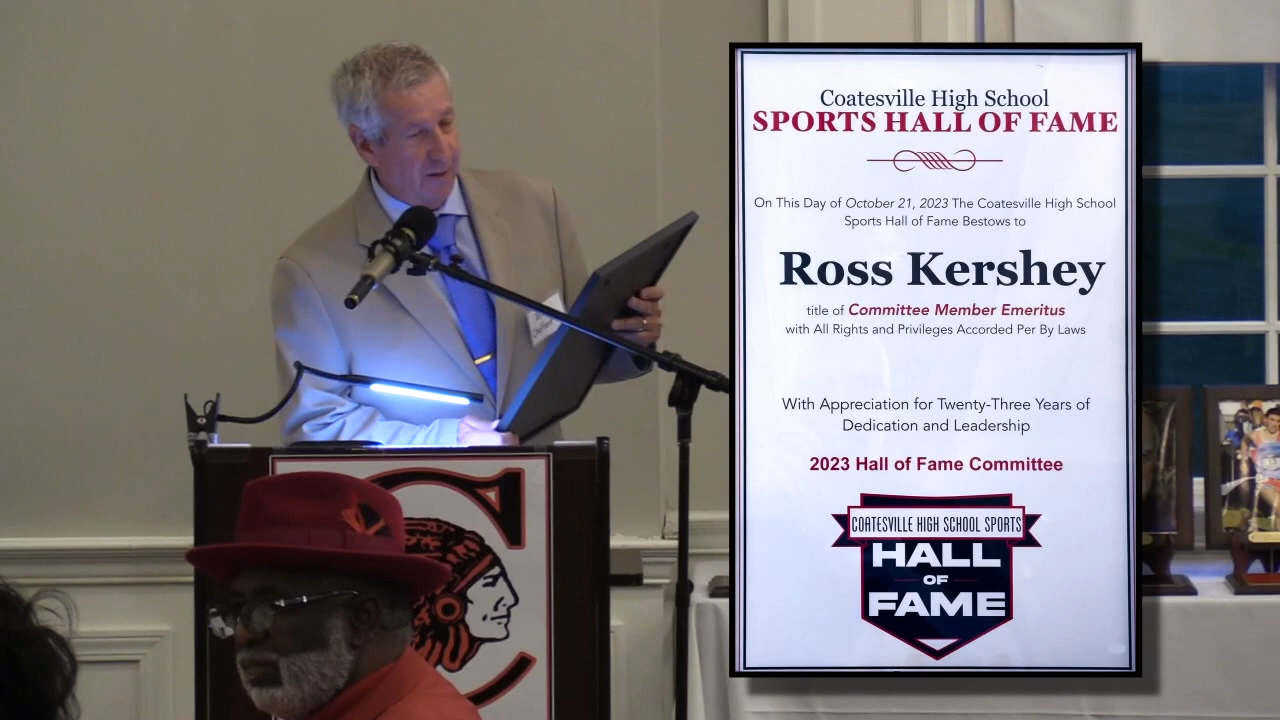 Coatesville High School
SPORTS HALL OF FAME
On This Day of October 21, 2023 The Coatesville High School
Sports Hall of Fame Bestows to
Ross Kershey
title of Committee Member Emeritus
with All Rights and Privileges Accorded Per By Laws
With Appreciation for Twenty-Three Years of
Dedication and Leadership
2023 Hall of Fame Committee
COATESVILLE HIGH SCHOOL SPORTS
HALL
OF
FAME
C